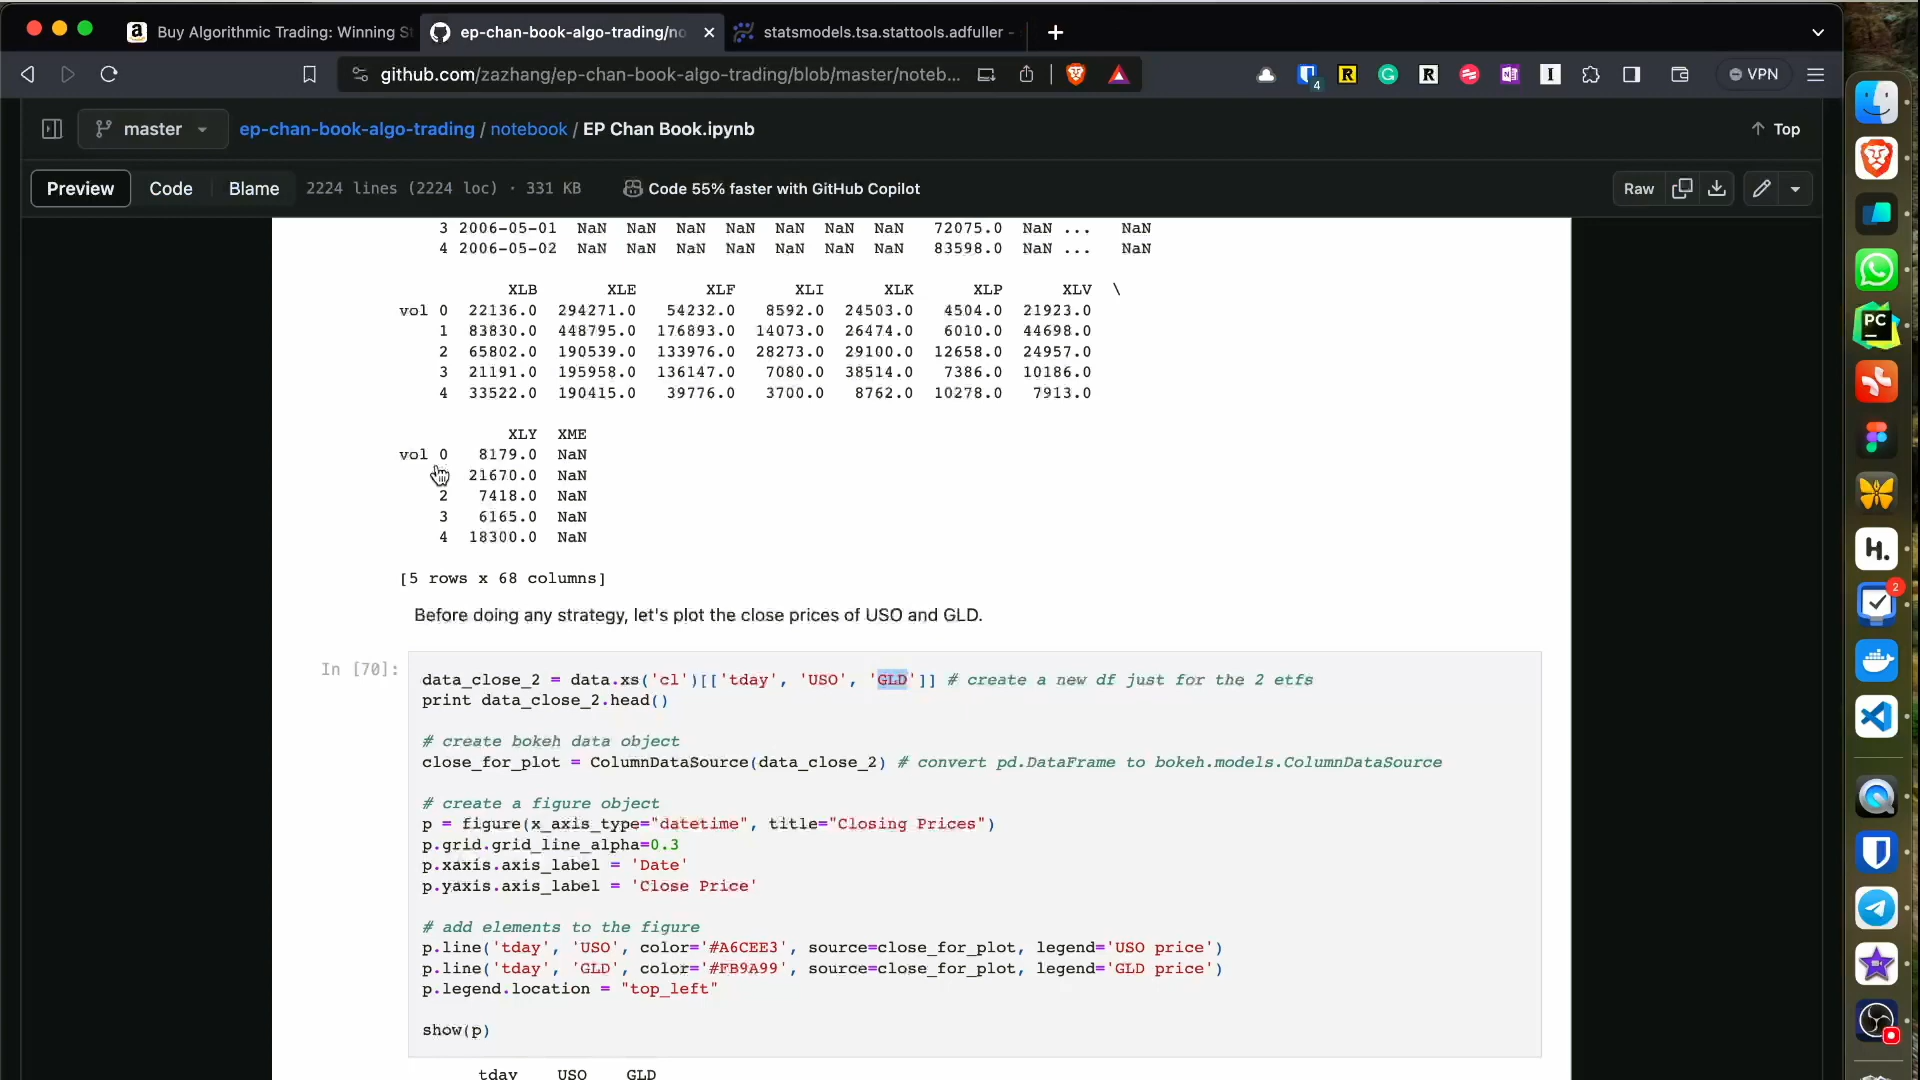 Buy Algorithmic Trading: Winning S
ep-chan-book-algo-trading/no
statsmodels.tsa.stattools.adfuller -
github.com/zazhang/ep-chan-book-algo-trading/blob/master/noteb...
4
VPN
master
ep-chan-book-algo-trading / notebook / EP Chan Book.ipynb
Top
Preview Code Blame 2224 lines (2224 loc) · 331 KB Code 55% faster with GitHub Copilot Raw
3 2006-05-01 NaN NaN NaN NaN NaN NaN NaN 72075.0 NaN ... NaN
4 2006-05-02 NaN NaN NaN NaN NaN NaN NaN 83598.0 NaN ... NaN
XLB XLE XLF XLI XLK XLP XLV \
vol 0 22136.0 294271.0 54232.0 8592.0 24503.0 4504.0 21923.0
1 83830.0 448795.0 176893.0 14073.0 26474.0 6010.0 44698.0
2 65802.0 190539.0 133976.0 28273.0 29100.0 12658.0 24957.0
3 21191.0 195958.0 136147.0 7080.0 38514.0 7386.0 10186.0
4 33522.0 190415.0 39776.0 3700.0 8762.0 10278.0 7913.0
XLY XME
vol 0 8179.0 NaN
21670.0 NaN
2 7418.0 NaN
3 6165.0 NaN
4 18300.0 NaN
[5 rows x 68 columns]
Before doing any strategy, let's plot the close prices of USO and GLD.
In [70]:
data_close_2 = data.xs('cl')[['tday', 'USO', 'GLD']] # create a new df just for the 2 etfs
print data_close_2.head()
# create bokeh data object
close_for_plot = ColumnDataSource(data_close_2) # convert pd.DataFrame to bokeh.models.ColumnDataSource
# create a figure object
p = figure(x_axis_type="datetime", title="Closing Prices")
p.grid.grid_line_alpha=0.3
p.xaxis.axis_label = 'Date'
p.yaxis.axis_label = 'Close Price'
# add elements to the figure
p.line('tday', 'USO', color='#A6CEE3', source=close_for_plot, legend='USO price')
p.line('tday', 'GLD', color='#FB9A99', source=close_for_plot, legend='GLD price')
p.legend.location = "top_left"
show(p)
tday USO GLD
PC
H.
2